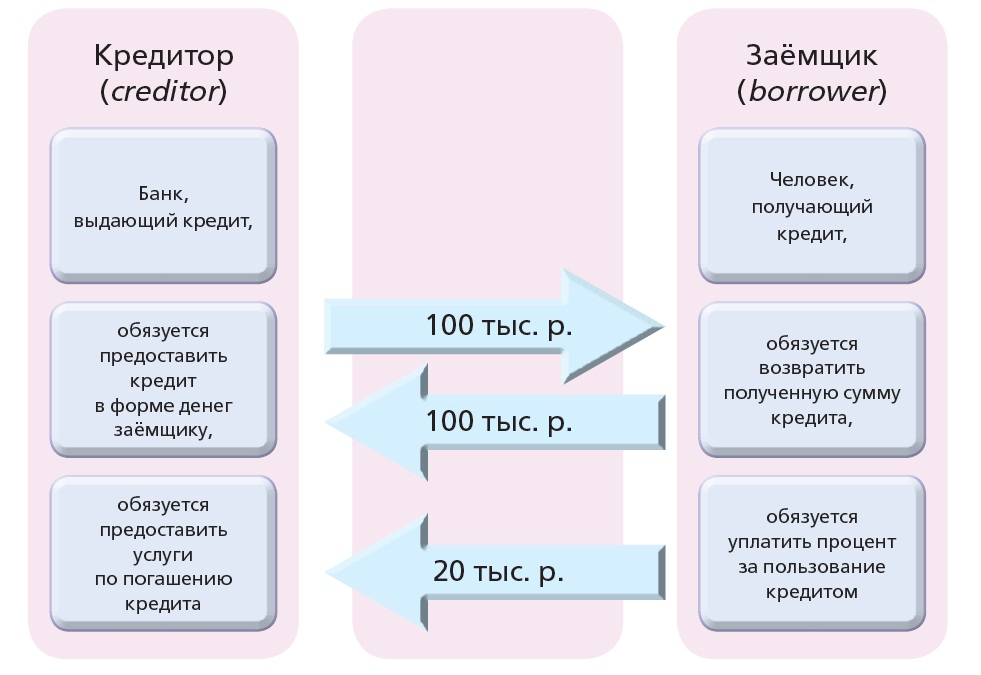 Кредитор
(creditor)
Банк,
выдающий кредит,
обязуется
предоставить
кредит
в форме денег
заёмщику,
обязуется
предоставить
услуги
по погашению
кредита
100 тыс. р.
100 тыс. р.
20 тыс. р.
Заёмщик
(borrower)
Человек,
получающий
кредит,
обязуется
возвратить
полученную сумму
кредита,
обязуется
уплатить процент
за пользование
кредитом